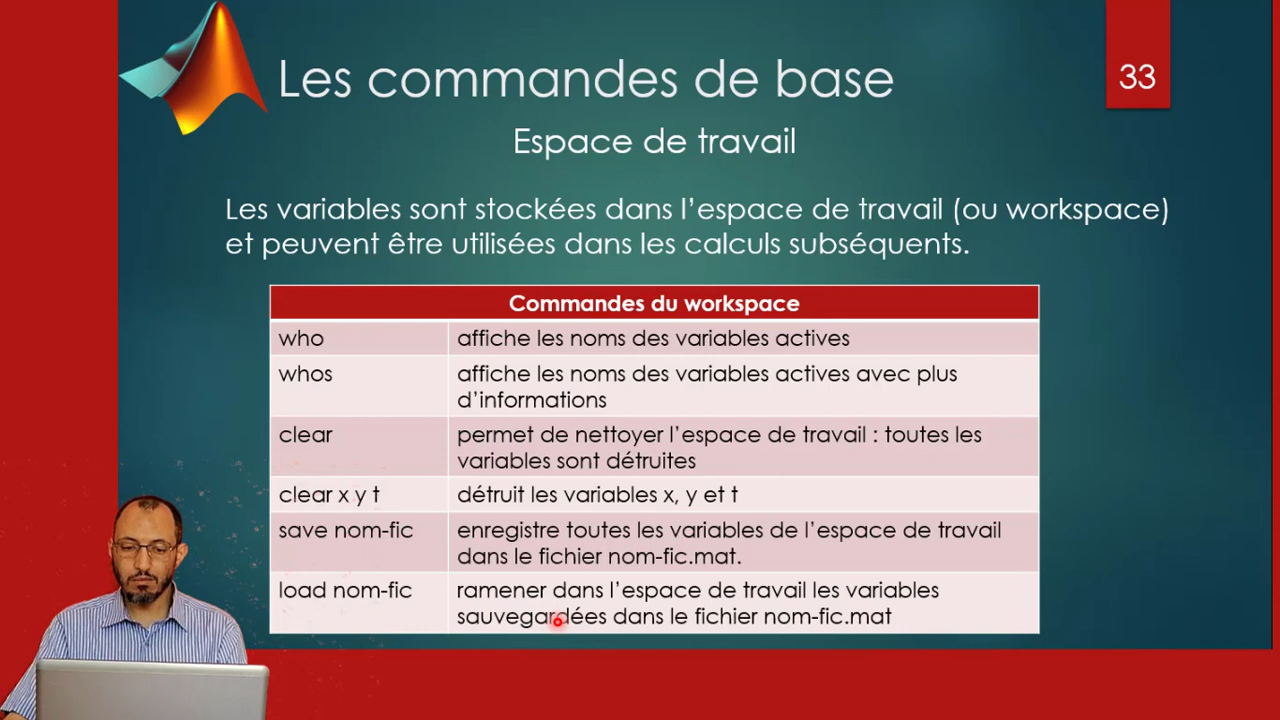 Les commandes de base
33
Espace de travail
Les variables sont stockées dans l’espace de travail (ou workspace)
et peuvent être utilisées dans les calculs subséquents.
Commandes du workspace
who affiche les noms des variables actives
whos affiche les noms des variables actives avec plus
d’informations
clear permet de nettoyer l’espace de travail : toutes les
variables sont détruites
clear x y t détruit les variables x, y et t
save nom-fic enregistre toutes les variables de l’espace de travail
dans le fichier nom-fic.mat.
load nom-fic ramener dans l’espace de travail les variables
sauvegardées dans le fichier nom-fic.mat